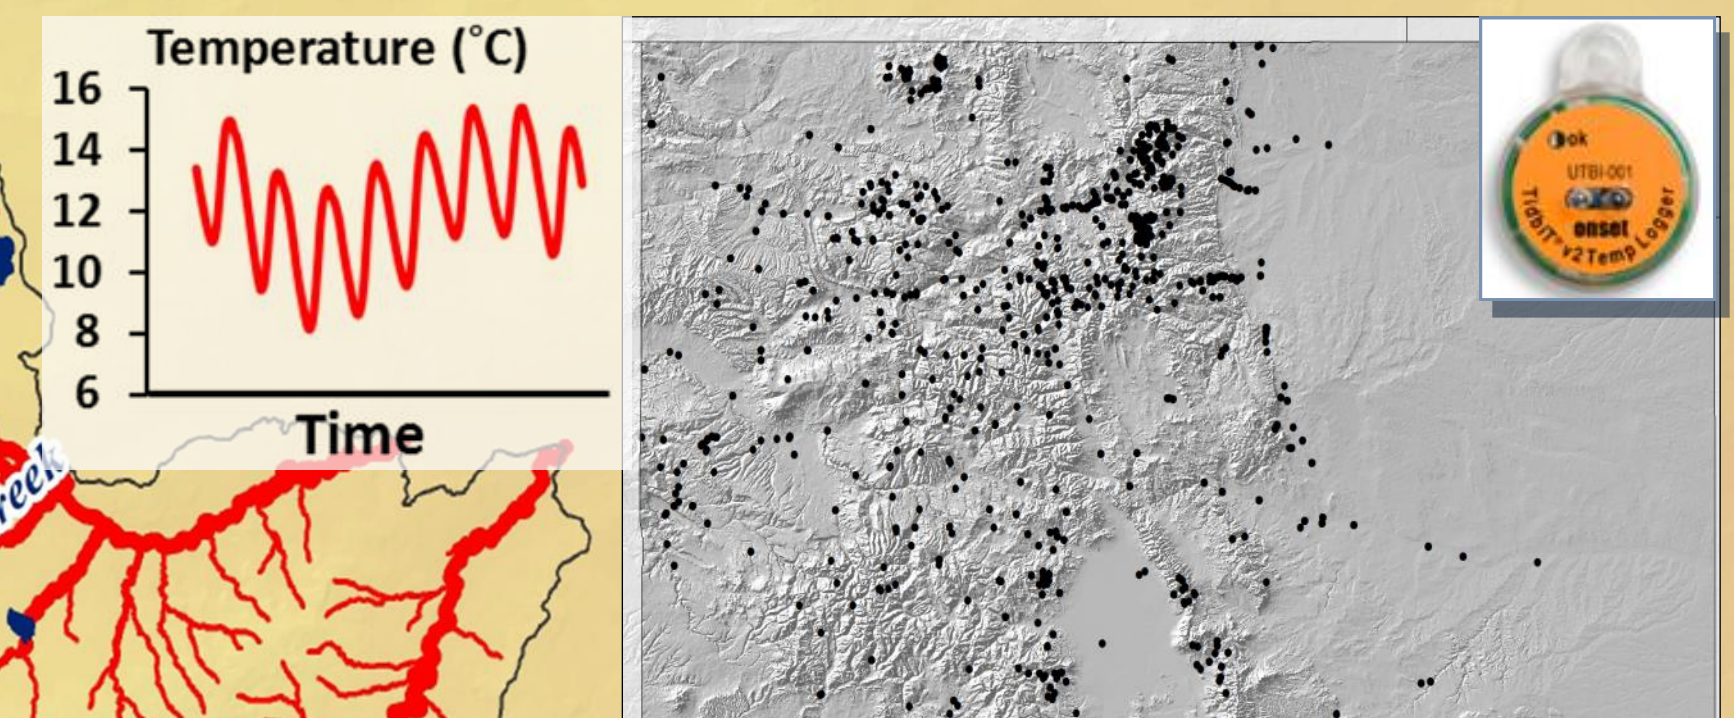 Temperature (°C)
16
14
12
10
8
6
Time
reek
ok
UTBI-001
onset
TidbiT® v2 Temp Logger